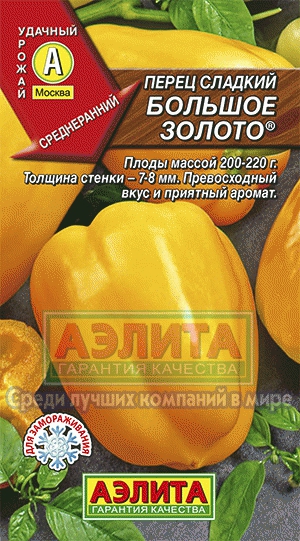 УДАЧНЫЙ
УРОЖАЙ
А
Москва
СРЕДНЕРАННИЙ
ПЕРЕЦ СЛАДКИЙ
БОЛЬШОЕ
ЗОЛОТО®
Плоды массой 200-220 г.
Толщина стенки – 7-8 мм. Превосходный
вкус и приятный аромат.
АЭЛИТА
ГАРАНТИЯ КАЧЕСТВА
Среди лучших компаний в мире
ДЛЯ ЗАМОРАЖИВАНИЯ
АЭЛИТА
ГАРАНТИЯ КАЧЕСТВА